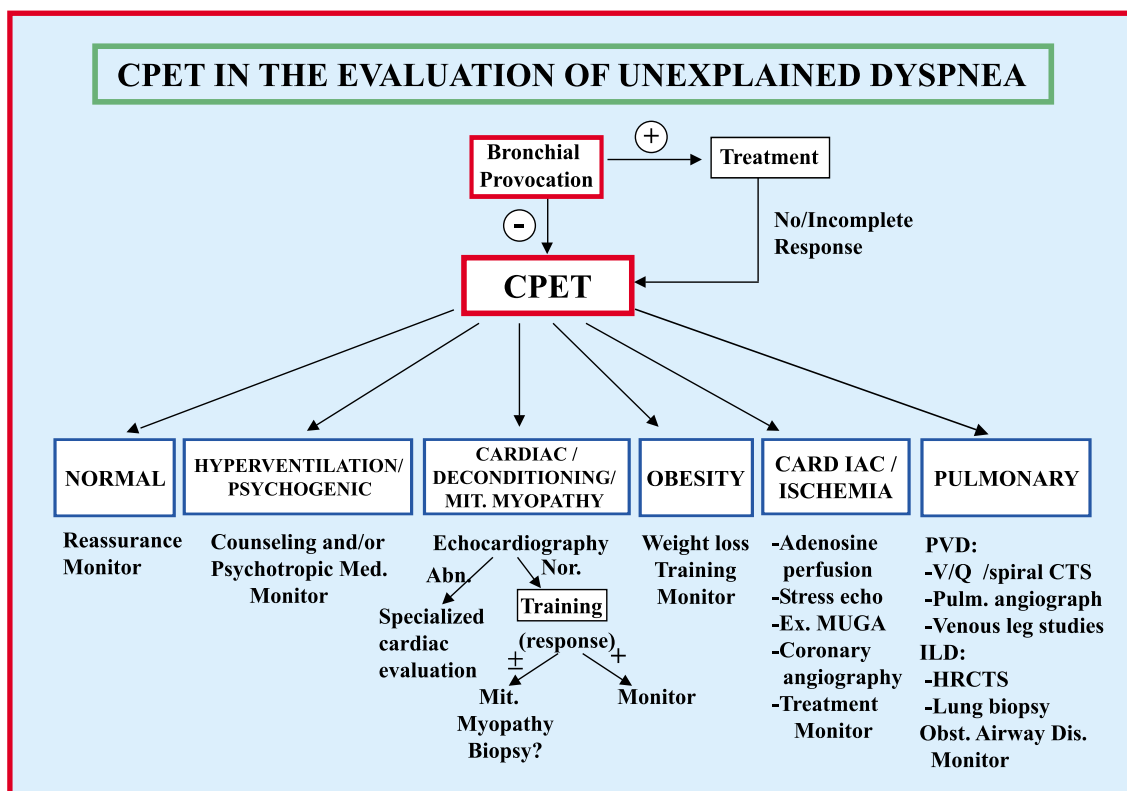 CPET IN THE EVALUATION OF UNEXPLAINED DYSPNEA
Bronchial
Provocation
+
Treatment
-
No/Incomplete
Response
CPET
NORMAL
Reassurance
Monitor
HYPERVENTILATION/
PSYCHOGENIC
Counseling and/or
Psychotropic Med.
Monitor
CARDIAC /
DECONDITIONING/
MIT. MYOPATHY
Echocardiography
Abn.
Nor.
Specialized
cardiac
evaluation
Training
(response)
±
+
Mit.
Myopathy
Biopsy?
Monitor
OBESITY
Weight loss
Training
Monitor
CARD IAC /
ISCHEMIA
-Adenosine
perfusion
-Stress echo
-Ex. MUGA
-Coronary
angiography
-Treatment
Monitor
PULMONARY
PVD:
-V/Q /spiral CTS
-Pulm. angiograph
-Venous leg studies
ILD:
-HRCTS
-Lung biopsy
Obst. Airway Dis.
Monitor